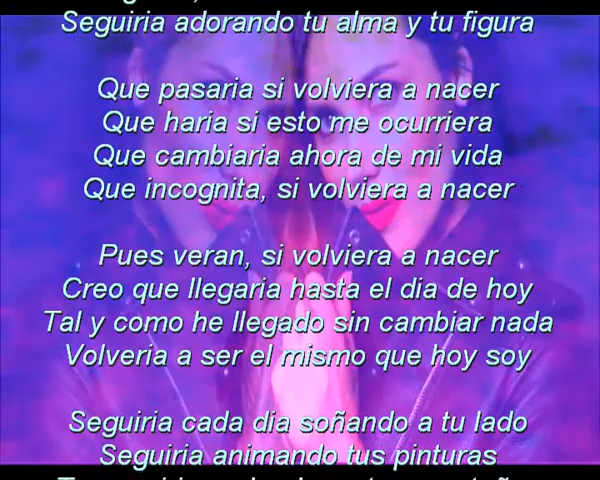 Seguiria adorando tu alma y tu figura
Que pasaria si volviera a nacer
Que haria si esto me ocurriera
Que cambiaria ahora de mi vida
Que incognita, si volviera a nacer
Pues veran, si volviera a nacer
Creo que llegaria hasta el dia de hoy
Tal y como he llegado sin cambiar nada
Volveria a ser el mismo que hoy soy
Seguiria cada dia soñando a tu lado
Seguiria animando tus pinturas